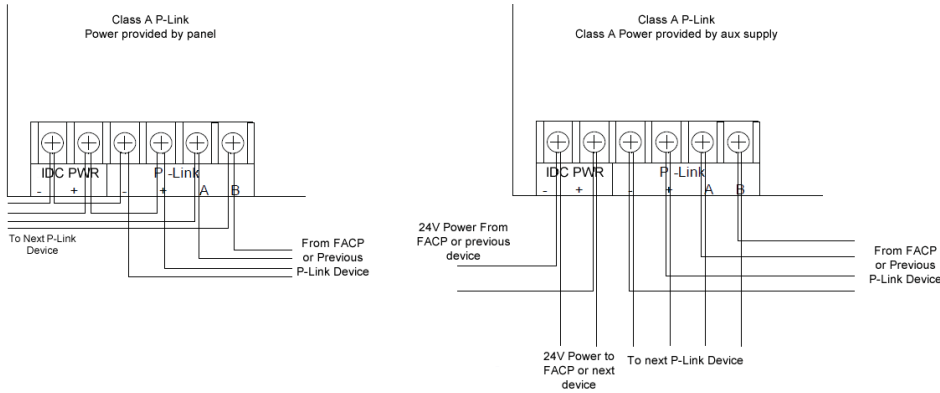 Class A P-Link
Power provided by panel
IDC PWR
P -Link
- + - + A B
To Next P-Link
Device
From FACP
or Previous
P-Link Device
Class A P-Link
Class A Power provided by aux supply
IDC PWR
P -Link
- + - + A B
24V Power From
FACP or previous
device
From FACP
or Previous
P-Link Device
24V Power to
FACP or next
device
To next P-Link Device